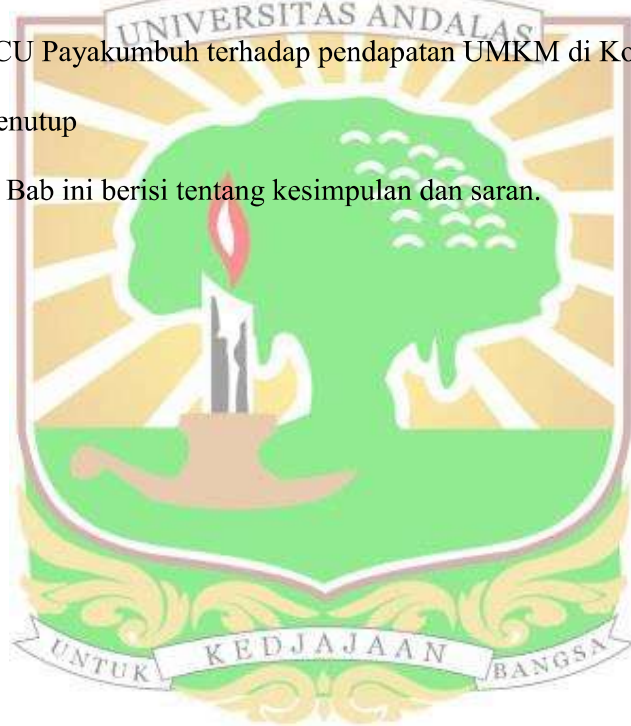 UNIVERSITAS ANDALAS
CU Payakumbuh terhadap pendapatan UMKM di Ko
enutup
Bab ini berisi tentang kesimpulan dan saran.
UNTUK KEDJAJAAN BANGSA